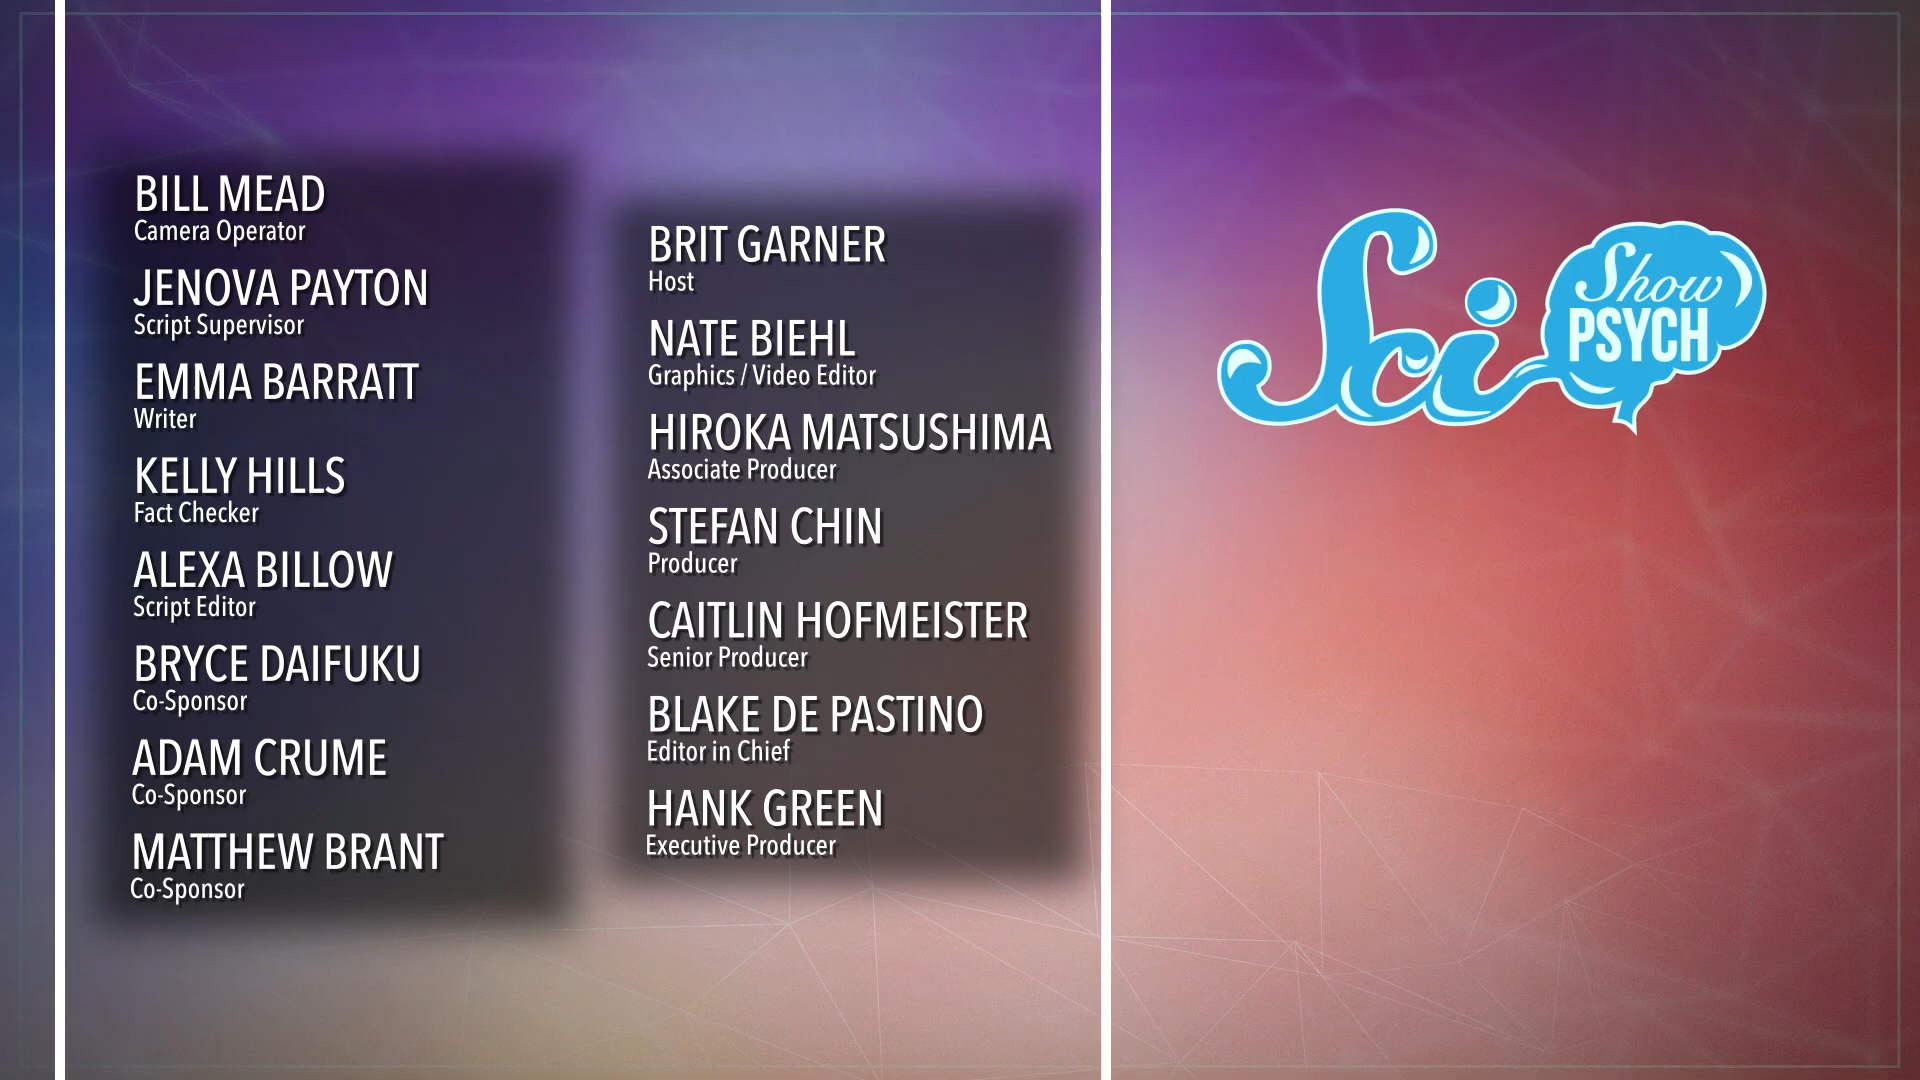 BILL MEAD
Camera Operator
JENOVA PAYTON
Script Supervisor
EMMA BARRATT
Writer
KELLY HILLS
Fact Checker
ALEXA BILLOW
Script Editor
BRYCE DAIFUKU
Co-Sponsor
ADAM CRUME
Co-Sponsor
MATTHEW BRANT
Co-Sponsor
BRIT GARNER
Host
NATE BIEHL
Graphics / Video Editor
HIROKA MATSUSHIMA
Associate Producer
STEFAN CHIN
Producer
CAITLIN HOFMEISTER
Senior Producer
BLAKE DE PASTINO
Editor in Chief
HANK GREEN
Executive Producer
Sci
Show
PSYCH